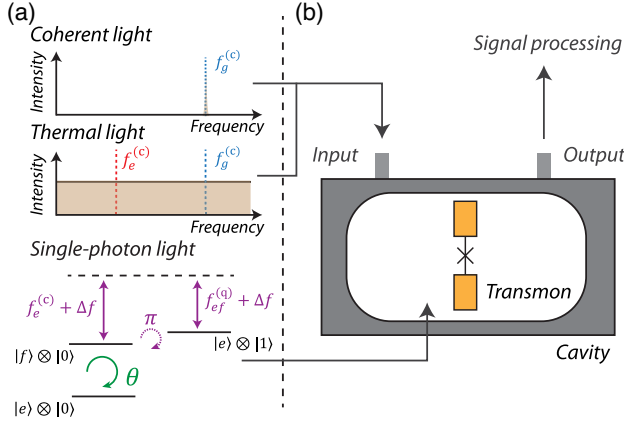 (a)
Coherent light
Intensity
f_g^(c)
Frequency
Thermal light
Intensity
f_e^(c)
f_g^(c)
Frequency
Single-photon light
f_e^(c) + Δf
π
f_ef^(q) + Δf
|f⟩ ⊗ |0⟩
|e⟩ ⊗ |1⟩
θ
|e⟩ ⊗ |0⟩
(b)
Signal processing
Input
Output
Transmon
Cavity